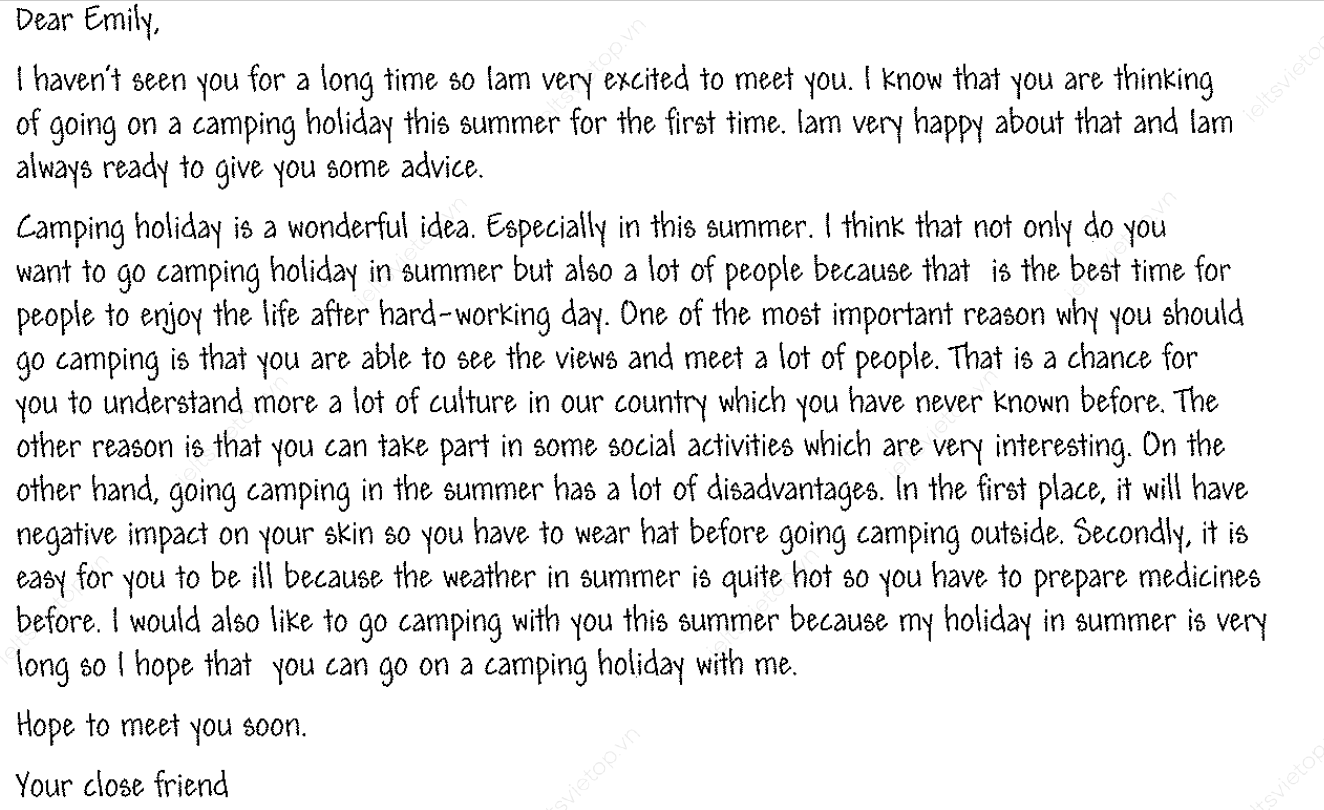 Dear Emily,
I haven't seen you for a long time so Iam very excited to meet you. I know that you are thinking
of going on a camping holiday this summer for the first time. Iam very happy about that and Iam
always ready to give you some advice.
Camping holiday is a wonderful idea. Especially in this summer. I think that not only do you
want to go camping holiday in summer but also a lot of people because that is the best time for
people to enjoy the life after hard-working day. One of the most important reason why you should
go camping is that you are able to see the views and meet a lot of people. That is a chance for
you to understand more a lot of culture in our country which you have never known before. The
other reason is that you can take part in some social activities which are very interesting. On the
other hand, going camping in the summer has a lot of disadvantages. In the first place, it will have
negative impact on your skin so you have to wear hat before going camping outside. Secondly, it is
easy for you to be ill because the weather in summer is quite hot so you have to prepare medicines
before. I would also like to go camping with you this summer because my holiday in summer is very
long so I hope that you can go on a camping holiday with me.
Hope to meet you soon.
Your close friend